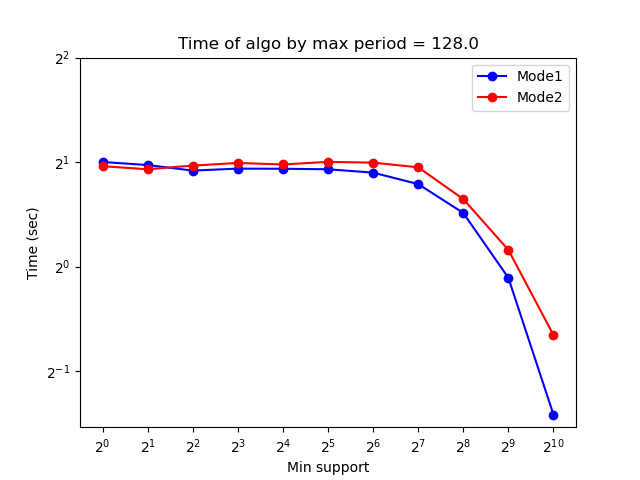 Time of algo by max period = 128.0
2²
2¹
2⁰
2⁻¹
Time (sec)
Mode1
Mode2
2⁰ 2¹ 2² 2³ 2⁴ 2⁵ 2⁶ 2⁷ 2⁸ 2⁹ 2¹⁰
Min support